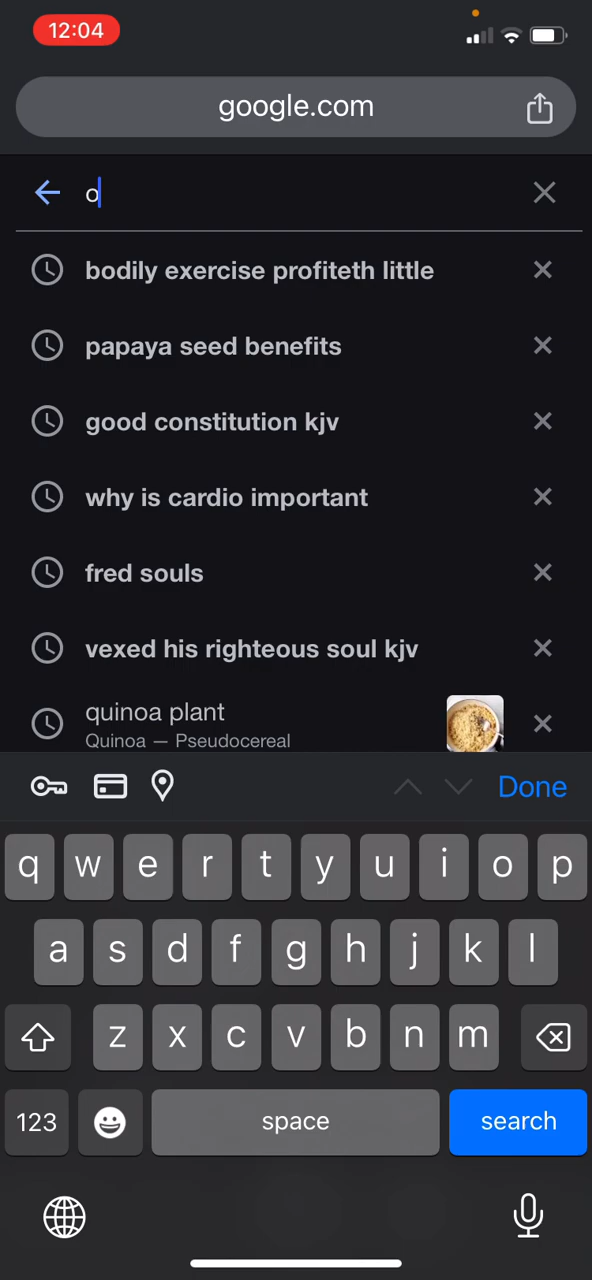 12:04
google.com
o
bodily exercise profiteth little
papaya seed benefits
good constitution kjv
why is cardio important
fred souls
vexed his righteous soul kjv
quinoa plant
Quinoa — Pseudocereal
Done
q w e r t y u i o p
a s d f g h j k l
z x c v b n m
123 space search